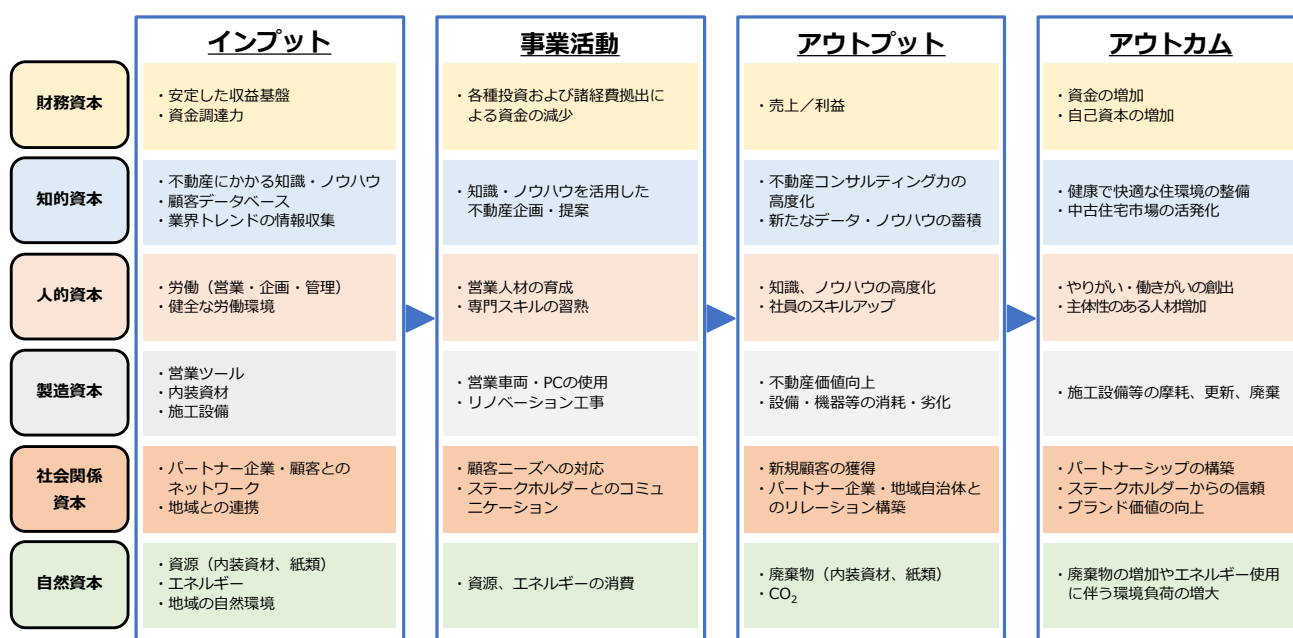 インプット
事業活動
アウトプット
アウトカム
財務資本
・安定した収益基盤
・資金調達力
・各種投資および諸経費拠出に
よる資金の減少
・売上／利益
・資金の増加
・自己資本の増加
知的資本
・不動産にかかる知識・ノウハウ
・顧客データベース
・業界トレンドの情報収集
・知識・ノウハウを活用した
不動産企画・提案
・不動産コンサルティング力の
高度化
・新たなデータ・ノウハウの蓄積
・健康で快適な住環境の整備
・中古住宅市場の活発化
人的資本
・労働（営業・企画・管理）
・健全な労働環境
・営業人材の育成
・専門スキルの習熟
・知識、ノウハウの高度化
・社員のスキルアップ
・やりがい・働きがいの創出
・主体性のある人材増加
製造資本
・営業ツール
・内装資材
・施工設備
・営業車両・PCの使用
・リノベーション工事
・不動産価値向上
・設備・機器等の消耗・劣化
・施工設備等の摩耗、更新、廃棄
社会関係
資本
・パートナー企業・顧客との
ネットワーク
・地域との連携
・顧客ニーズへの対応
・ステークホルダーとのコミュ
ニケーション
・新規顧客の獲得
・パートナー企業・地域自治体と
のリレーション構築
・パートナーシップの構築
・ステークホルダーからの信頼
・ブランド価値の向上
自然資本
・資源（内装資材、紙類）
・エネルギー
・地域の自然環境
・資源、エネルギーの消費
・廃棄物（内装資材、紙類）
・CO₂
・廃棄物の増加やエネルギー使用
に伴う環境負荷の増大